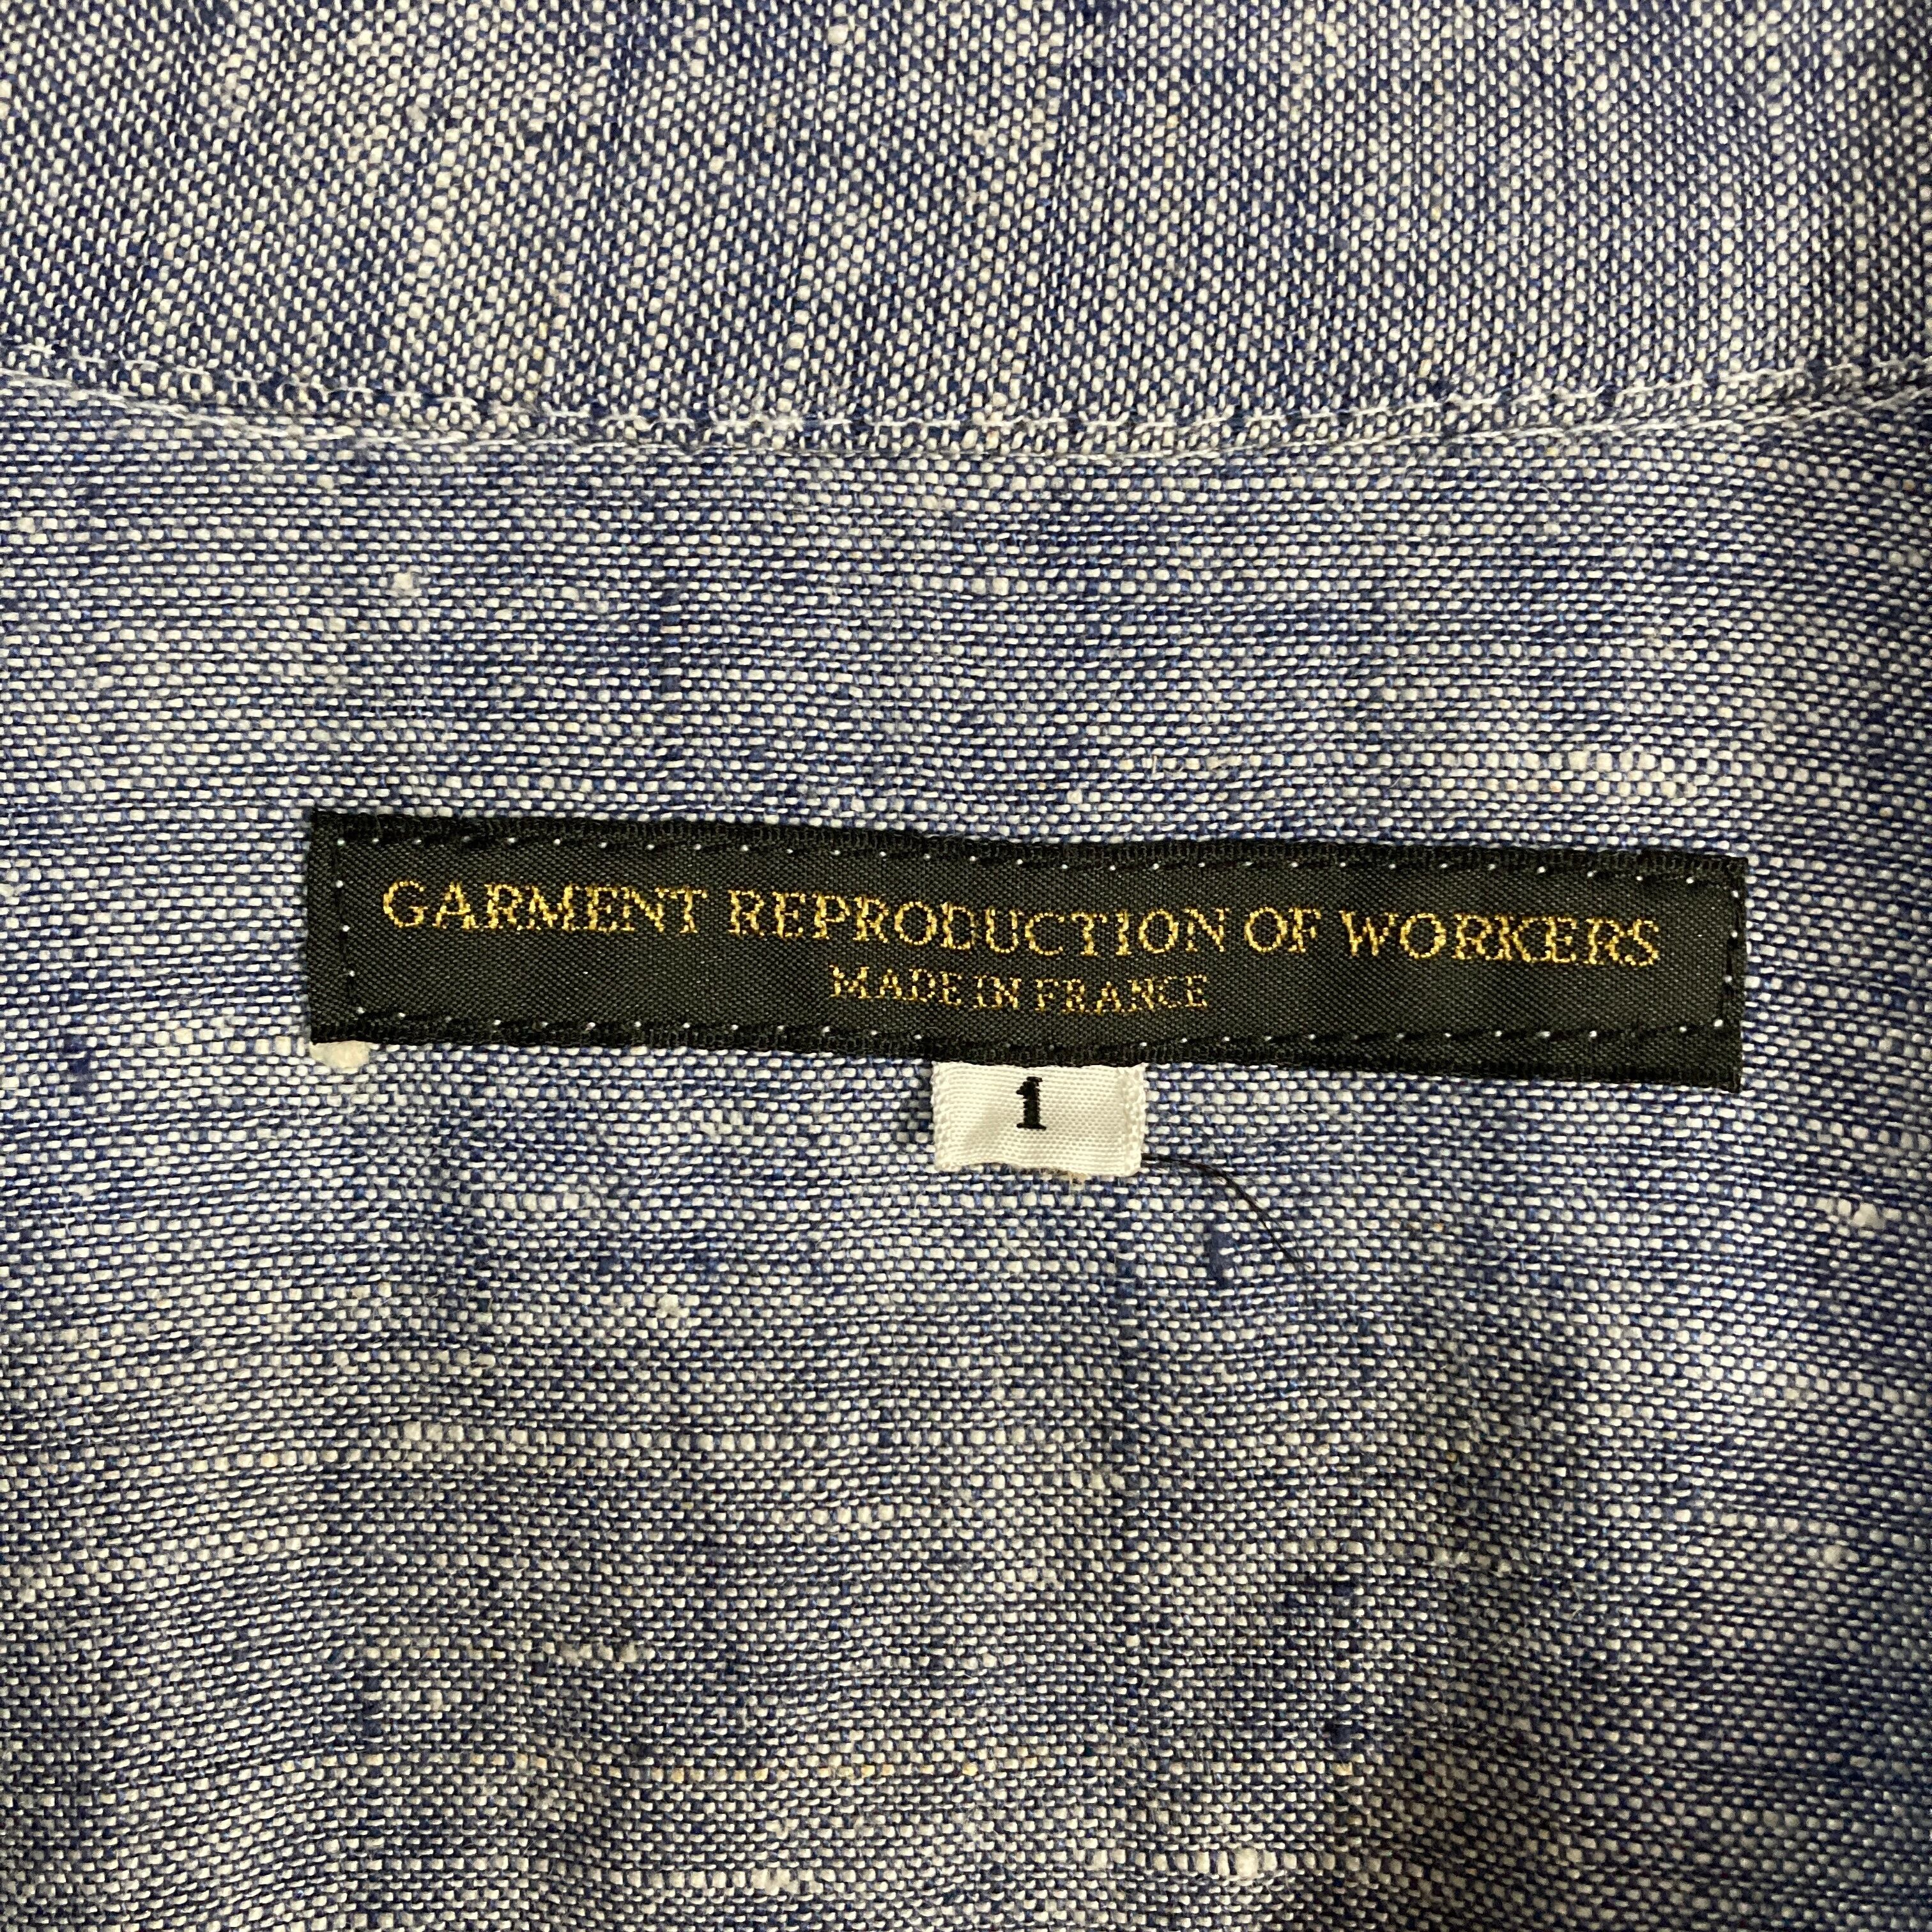 GARMENT REPRODUCTION OF WORKERS
MADE IN FRANCE
1